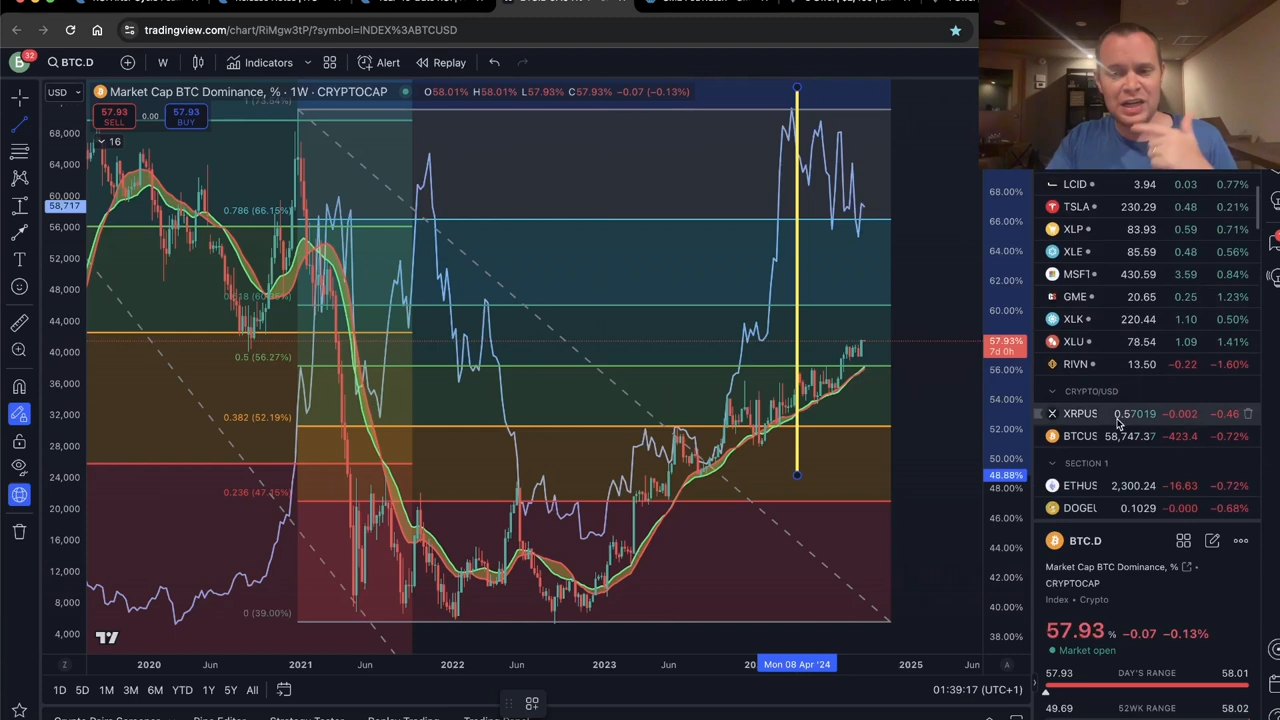 tradingview.com/chart/RiMgw3tP/?symbol=INDEX%3ABTCUSD
B 32 BTC.D W Indicators Alert Replay
USD Market Cap BTC Dominance, % · 1W · CRYPTOCAP O58.01% H58.01% L57.93% C57.93% −0.07 (−0.13%)
1 (73.54%)
57.93 SELL 0.00 57.93 BUY
16
68,000
64,000
60,000
58,717
56,000
52,000
48,000
44,000
40,000
36,000
32,000
28,000
24,000
20,000
16,000
12,000
8,000
4,000
0.786 (66.15%)
0.5 (56.27%)
0.382 (52.19%)
0 (39.00%)
68.00%
66.00%
64.00%
62.00%
60.00%
57.93%
7d 0h
56.00%
54.00%
52.00%
50.00%
48.88%
48.00%
46.00%
44.00%
42.00%
40.00%
38.00%
Z 2020 Jun 2021 Jun 2022 Jun 2023 Jun Mon 08 Apr '24 2025 Jun A
1D 5D 1M 3M 6M YTD 1Y 5Y All 01:39:17 (UTC+1)
LCID 3.94 0.03 0.77%
TSLA 230.29 0.48 0.21%
XLP 83.93 0.59 0.71%
XLE 85.59 0.48 0.56%
MSFT 430.59 3.59 0.84%
GME 20.65 0.25 1.23%
XLK 220.44 1.10 0.50%
XLU 78.54 1.09 1.41%
RIVN 13.50 −0.22 −1.60%
CRYPTO/USD
XRPUS 0.57019 −0.002 −0.46
BTCUS 58,747.37 −423.4 −0.72%
SECTION 1
ETHUS 2,300.24 −16.63 −0.72%
DOGEU 0.1029 −0.000 −0.68%
BTC.D
Market Cap BTC Dominance, % •
CRYPTOCAP
Index • Crypto
57.93 % −0.07 −0.13%
Market open
57.93 DAY'S RANGE 58.01
49.69 52WK RANGE 58.02